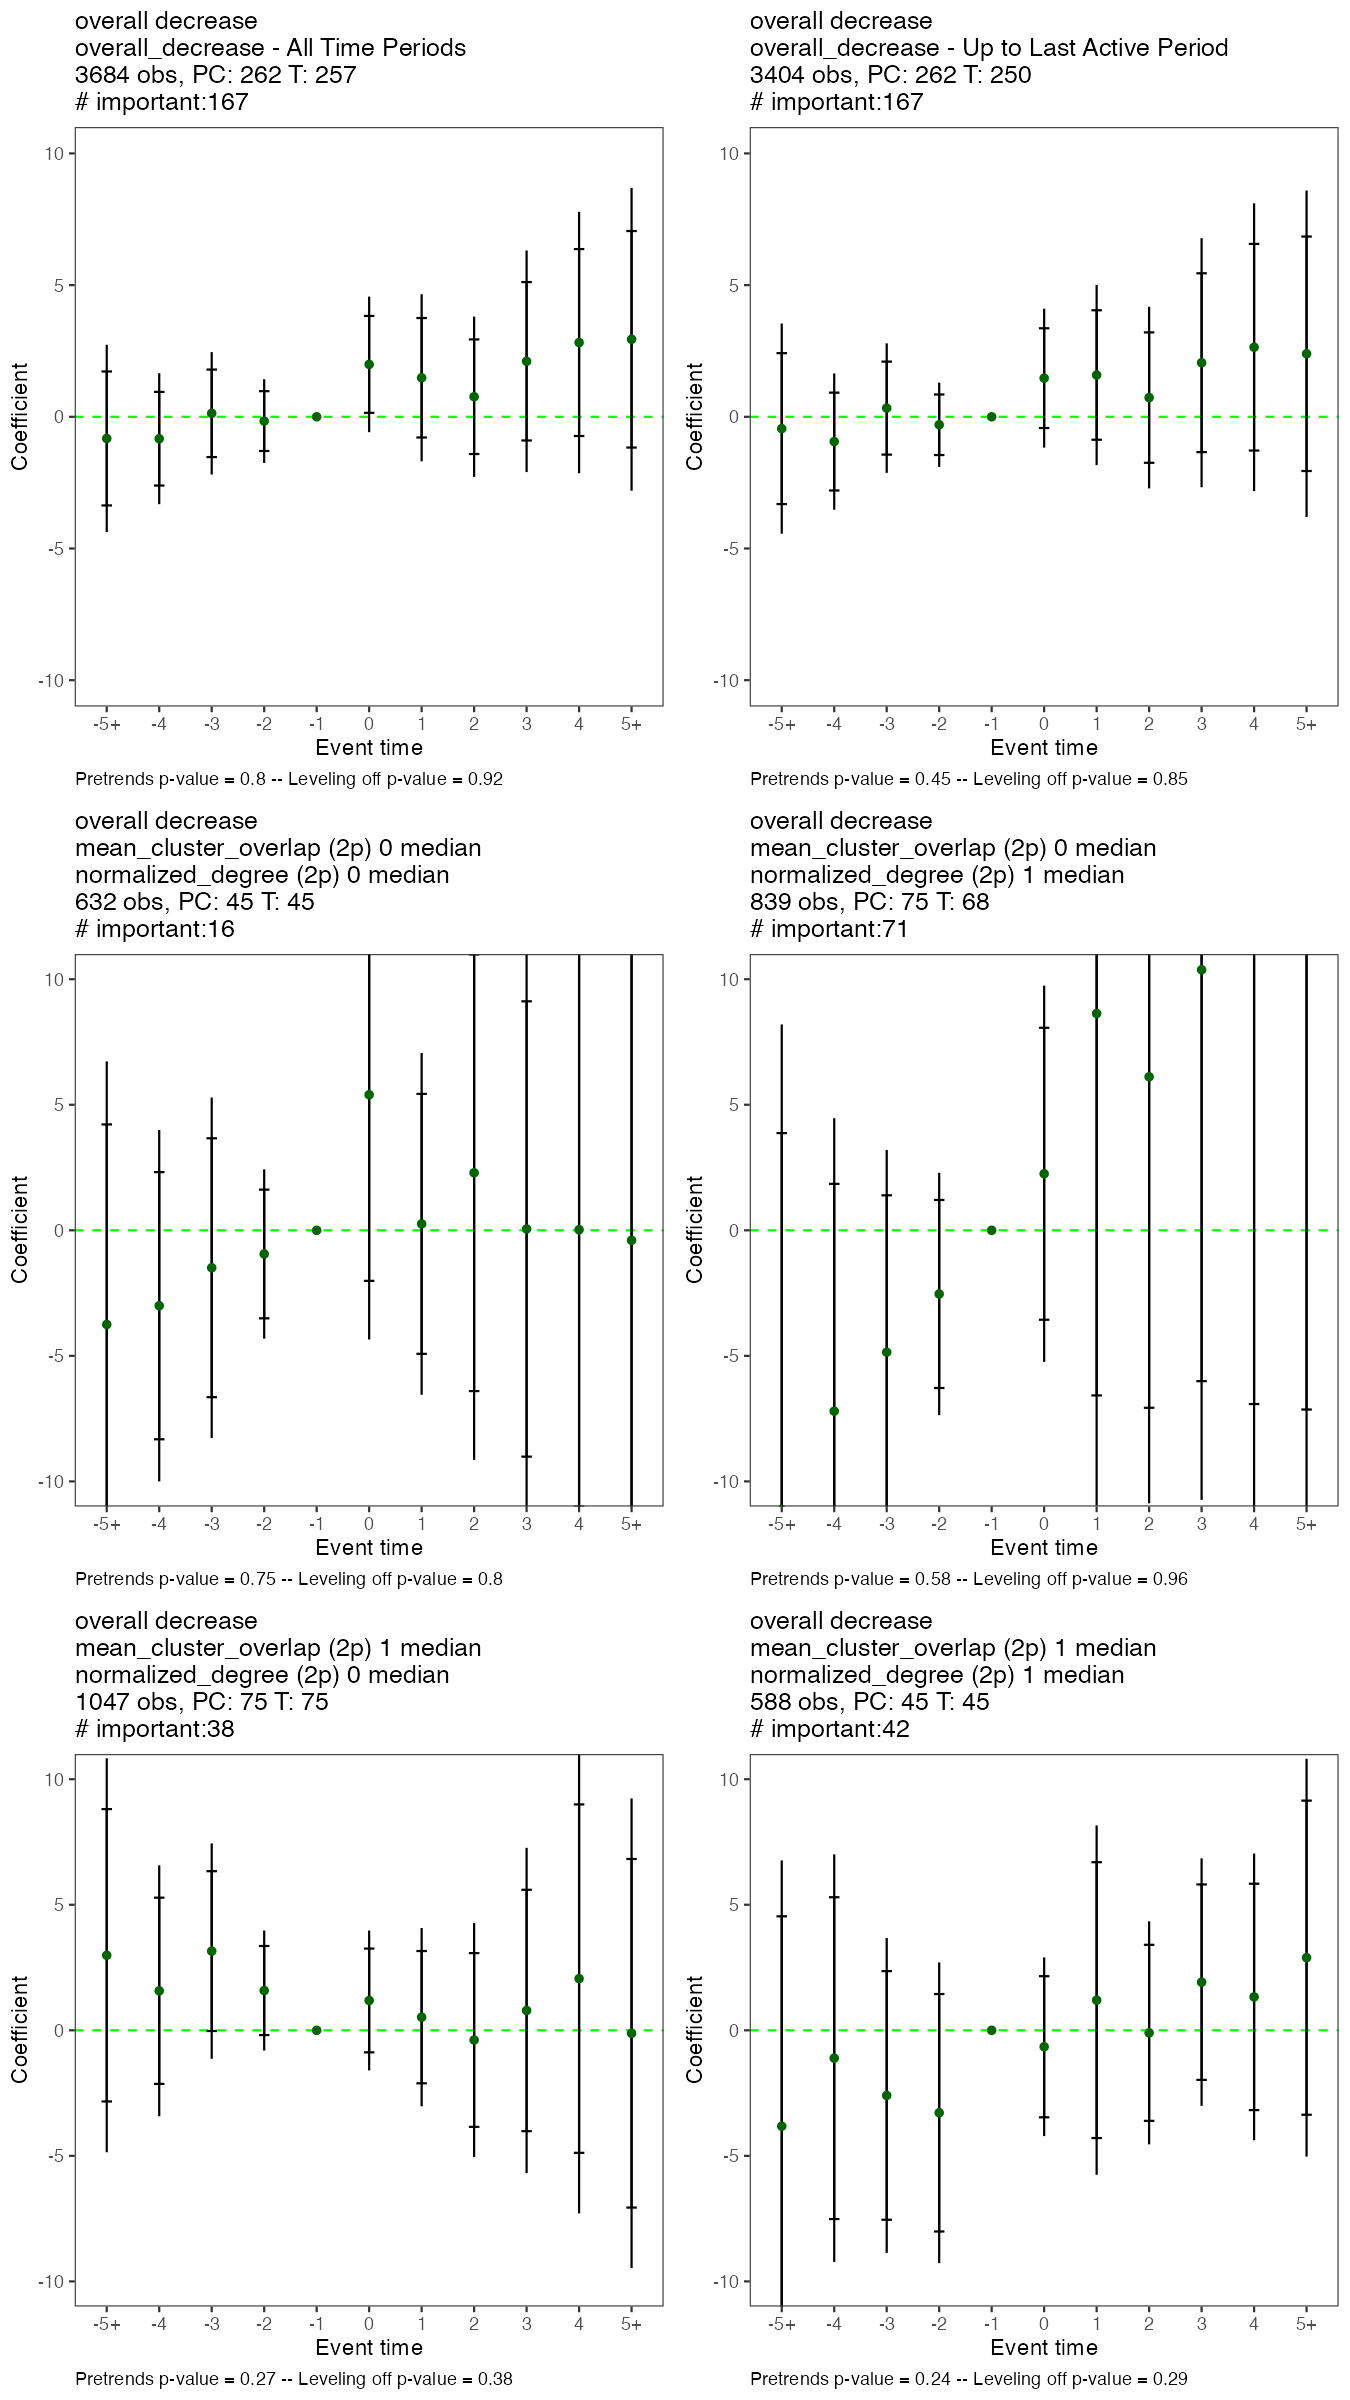 overall decrease
overall_decrease - All Time Periods
3684 obs, PC: 262 T: 257
# important:167
10
5
0
-5
-10
Coefficient
-5+ -4 -3 -2 -1 0 1 2 3 4 5+
Event time
Pretrends p-value = 0.8 -- Leveling off p-value = 0.92
overall decrease
overall_decrease - Up to Last Active Period
3404 obs, PC: 262 T: 250
# important:167
10
5
0
-5
-10
Coefficient
-5+ -4 -3 -2 -1 0 1 2 3 4 5+
Event time
Pretrends p-value = 0.45 -- Leveling off p-value = 0.85
overall decrease
mean_cluster_overlap (2p) 0 median
normalized_degree (2p) 0 median
632 obs, PC: 45 T: 45
# important:16
10
5
0
-5
-10
Coefficient
-5+ -4 -3 -2 -1 0 1 2 3 4 5+
Event time
Pretrends p-value = 0.75 -- Leveling off p-value = 0.8
overall decrease
mean_cluster_overlap (2p) 0 median
normalized_degree (2p) 1 median
839 obs, PC: 75 T: 68
# important:71
10
5
0
-5
-10
Coefficient
-5+ -4 -3 -2 -1 0 1 2 3 4 5+
Event time
Pretrends p-value = 0.58 -- Leveling off p-value = 0.96
overall decrease
mean_cluster_overlap (2p) 1 median
normalized_degree (2p) 0 median
1047 obs, PC: 75 T: 75
# important:38
10
5
0
-5
-10
Coefficient
-5+ -4 -3 -2 -1 0 1 2 3 4 5+
Event time
Pretrends p-value = 0.27 -- Leveling off p-value = 0.38
overall decrease
mean_cluster_overlap (2p) 1 median
normalized_degree (2p) 1 median
588 obs, PC: 45 T: 45
# important:42
10
5
0
-5
-10
Coefficient
-5+ -4 -3 -2 -1 0 1 2 3 4 5+
Event time
Pretrends p-value = 0.24 -- Leveling off p-value = 0.29